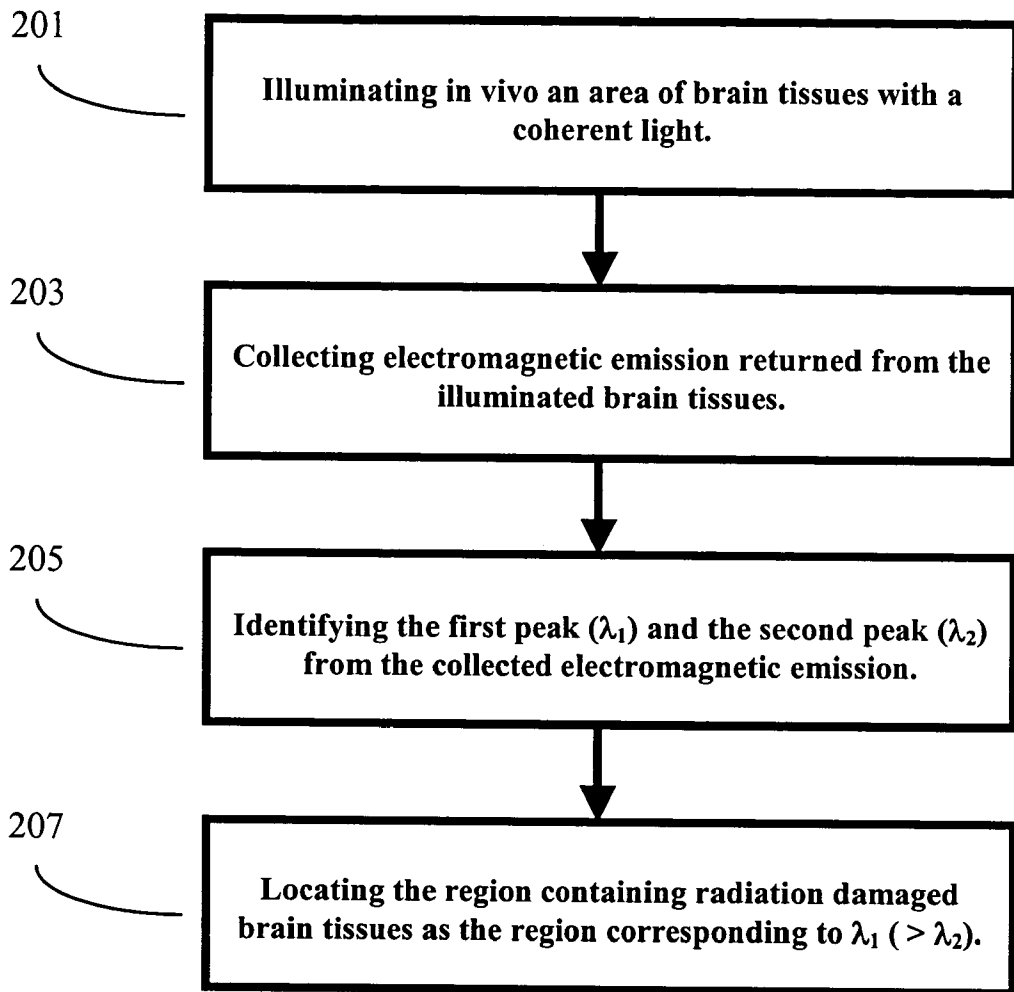 201
Illuminating in vivo an area of brain tissues with a
coherent light.
203
Collecting electromagnetic emission returned from the
illuminated brain tissues.
205
Identifying the first peak (λ₁) and the second peak (λ₂)
from the collected electromagnetic emission.
207
Locating the region containing radiation damaged
brain tissues as the region corresponding to λ₁ ( > λ₂).